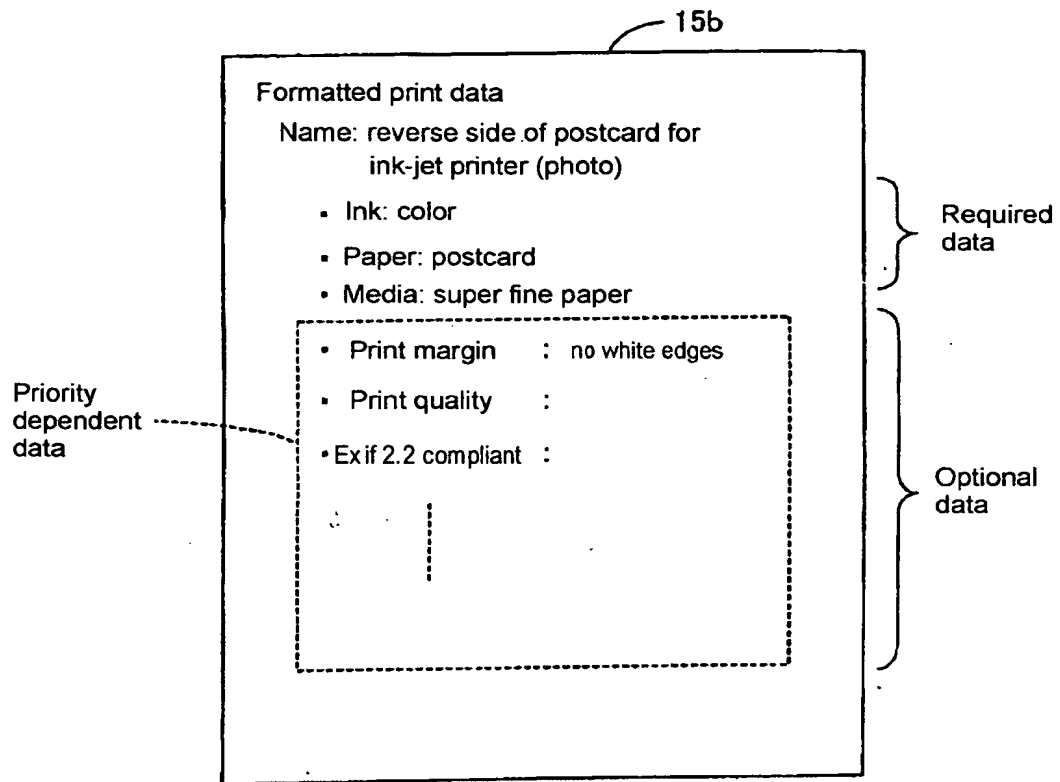 15b
Formatted print data
Name: reverse side of postcard for
ink-jet printer (photo)
▪ Ink: color
▪ Paper: postcard
▪ Media: super fine paper
Required
data
▪ Print margin : no white edges
▪ Print quality :
▪ Exif 2.2 compliant :
Priority
dependent
data
Optional
data